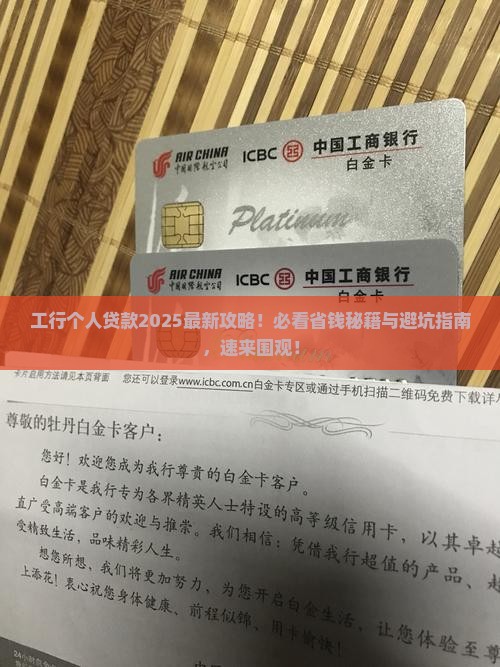 AIR CHINA
中国国际航空公司
ICBC 中国工商银行
白金卡
Platinum
AIR CHINA
中国国际航空公司
ICBC 中国工商银行
白金卡
工行个人贷款2025最新攻略！必看省钱秘籍与避坑指南
，速来围观！
卡片启用方法请见本页背面
您还可以登录www.icbc.com.cn白金卡专区或通过手机扫描二维码免费下载详
尊敬的牡丹白金卡客户：
您好！欢迎您成为我行尊贵的白金卡客户。
白金卡是我行专为各界精英人士特设的高等级信用卡，以其卓越
直广受高端客户的欢迎与推崇。我们相信：凭借我行超值的产品、超
受精致生活，品味精彩人生。
想您所想，我们将更加努力，为您开启白金生活，让您体验至尊
上添花！衷心祝您身体健康、前程似锦、用卡愉快！
24小时